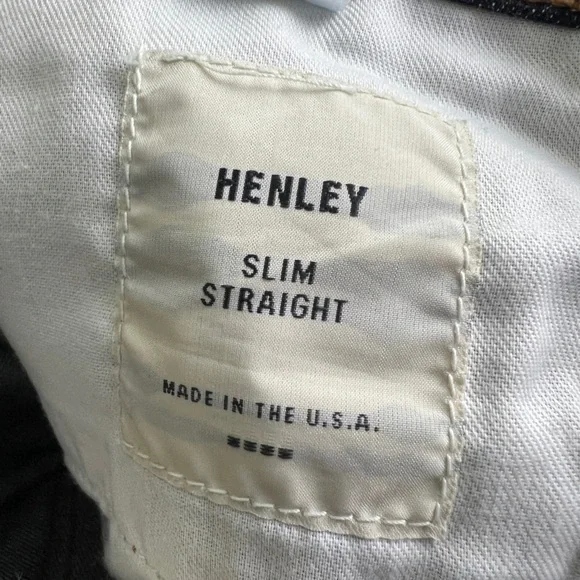 HENLEY
SLIM
STRAIGHT
MADE IN THE U.S.A.